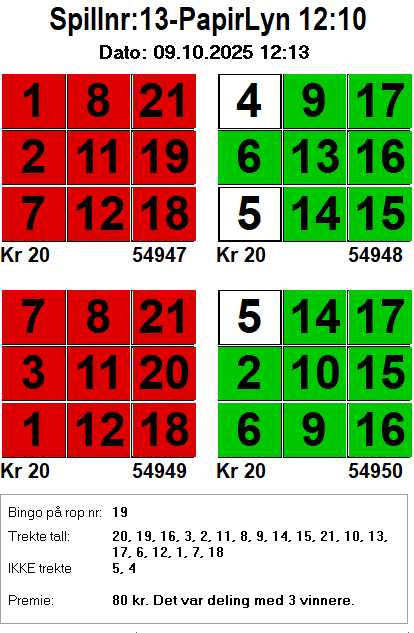 Spillnr:13-PapirLyn 12:10
Dato: 09.10.2025 12:13
1 8 21
2 11 19
7 12 18
Kr 20 54947
4 9 17
6 13 16
5 14 15
Kr 20 54948
7 8 21
3 11 20
1 12 18
Kr 20 54949
5 14 17
2 10 15
6 9 16
Kr 20 54950
Bingo på rop nr: 19
Trekte tall: 20, 19, 16, 3, 2, 11, 8, 9, 14, 15, 21, 10, 13,
17, 6, 12, 1, 7, 18
IKKE trekte 5, 4
Premie: 80 kr. Det var deling med 3 vinnere.